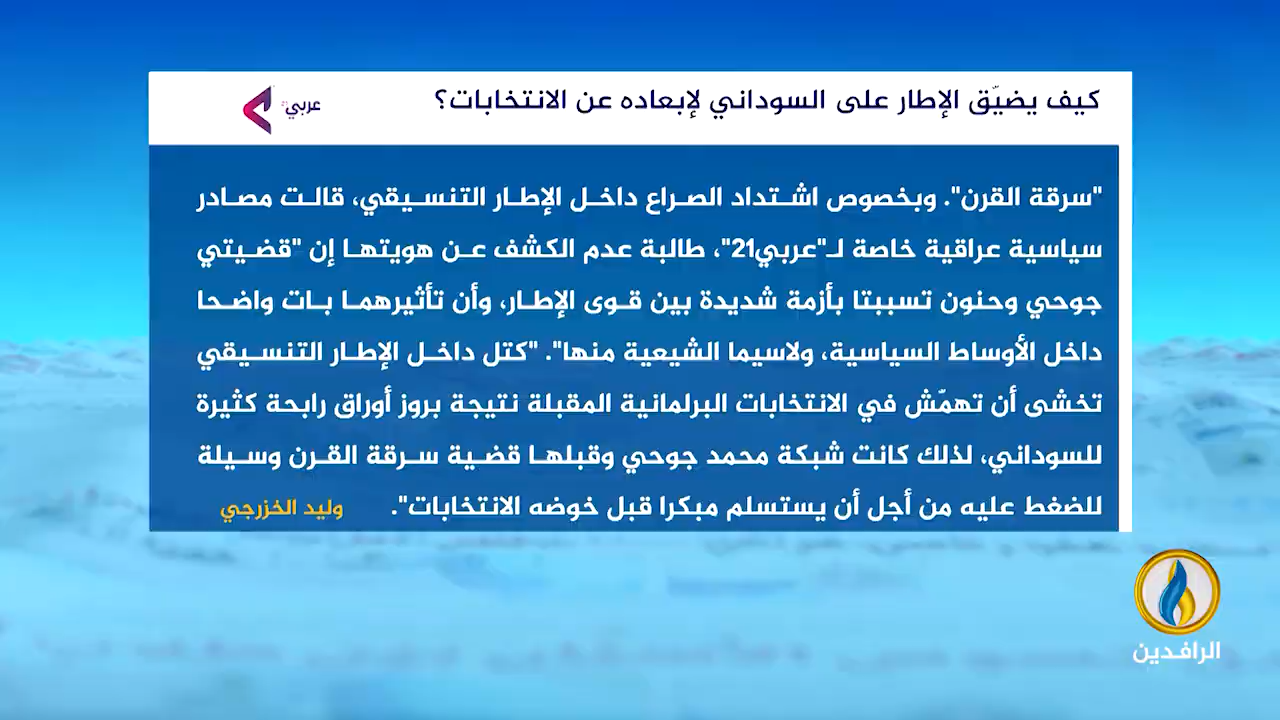 كيف يضيّق الإطار على السوداني لإبعاده عن الانتخابات؟
عربي21
"سرقة القرن". وبخصوص اشتداد الصراع داخل الإطار التنسيقي، قالت مصادر
سياسية عراقية خاصة لـ"عربي21"، طالبة عدم الكشف عن هويتها إن "قضيتي
جوحي وحنون تسببتا بأزمة شديدة بين قوى الإطار، وأن تأثيرهما بات واضحا
داخل الأوساط السياسية، ولاسيما الشيعية منها". "كتل داخل الإطار التنسيقي
تخشى أن تهمّش في الانتخابات البرلمانية المقبلة نتيجة بروز أوراق رابحة كثيرة
للسوداني، لذلك كانت شبكة محمد جوحي وقبلها قضية سرقة القرن وسيلة
للضغط عليه من أجل أن يستسلم مبكرا قبل خوضه الانتخابات". وليد الخزرجي
الرافدين